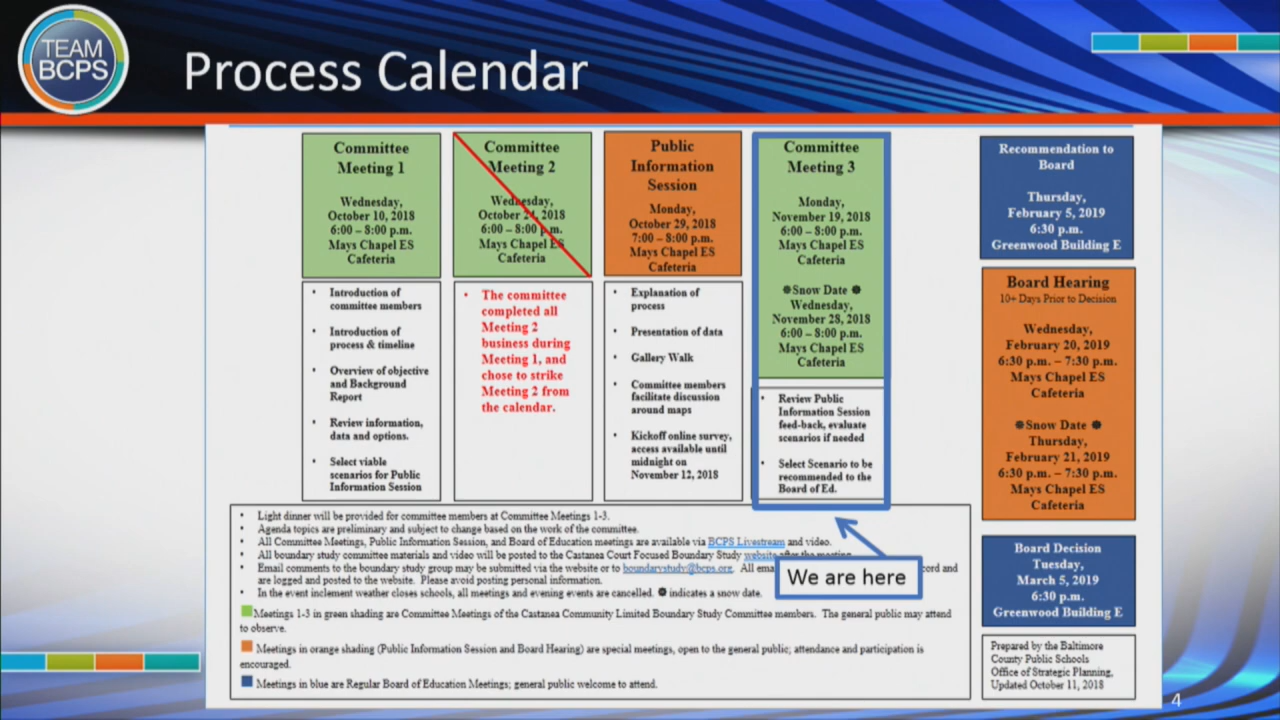 TEAM
BCPS
Process Calendar
Committee
Meeting 1
Wednesday,
October 10, 2018
6:00 – 8:00 p.m.
Mays Chapel ES
Cafeteria
• Introduction of
committee members
• Introduction of
process & timeline
• Overview of objective
and Background
Report
• Review information,
data and options.
• Select viable
scenarios for Public
Information Session
Committee
Meeting 2
Wednesday,
October 24, 2018
6:00 – 8:00 p.m.
Mays Chapel ES
Cafeteria
• The committee
completed all
Meeting 2
business during
Meeting 1, and
chose to strike
Meeting 2 from
the calendar.
Public
Information
Session
Monday,
October 29, 2018
7:00 – 8:00 p.m.
Mays Chapel ES
Cafeteria
• Explanation of
process
• Presentation of data
• Gallery Walk
• Committee members
facilitate discussion
around maps
• Kickoff online survey,
access available until
midnight on
November 12, 2018
Committee
Meeting 3
Monday,
November 19, 2018
6:00 – 8:00 p.m.
Mays Chapel ES
Cafeteria
Snow Date
Wednesday,
November 28, 2018
6:00 – 8:00 p.m.
Mays Chapel ES
Cafeteria
• Review Public
Information Session
feed-back, evaluate
scenarios if needed
• Select Scenario to be
recommended to the
Board of Ed.
Recommendation to
Board
Thursday,
February 5, 2019
6:30 p.m.
Greenwood Building E
Board Hearing
10+ Days Prior to Decision
Wednesday,
February 20, 2019
6:30 p.m. – 7:30 p.m.
Mays Chapel ES
Cafeteria
Snow Date
Thursday,
February 21, 2019
6:30 p.m. – 7:30 p.m.
Mays Chapel ES
Cafeteria
Board Decision
Tuesday,
March 5, 2019
6:30 p.m.
Greenwood Building E
• Light dinner will be provided for committee members at Committee Meetings 1-3.
• Agenda topics are preliminary and subject to change based on the work of the committee.
• All Committee Meetings, Public Information Session, and Board of Education meetings are available via BCPS Livestream and video.
• All boundary study committee materials and video will be posted to the Castanea Court Focused Boundary Study website after the meeting.
• Email comments to the boundary study group may be submitted via the website or to boundarystudy@bcps.org. All cord and
are logged and posted to the website. Please avoid posting personal information.
• In the event inclement weather closes schools, all meetings and evening events are cancelled. indicates a snow date.
We are here
Meetings 1-3 in green shading are Committee Meetings of the Castanea Community Limited Boundary Study Committee members. The general public may attend
to observe.
Meetings in orange shading (Public Information Session and Board Hearing) are special meetings, open to the general public; attendance and participation is
encouraged.
Meetings in blue are Regular Board of Education Meetings; general public welcome to attend.
Prepared by the Baltimore
County Public Schools
Office of Strategic Planning,
Updated October 11, 2018
4